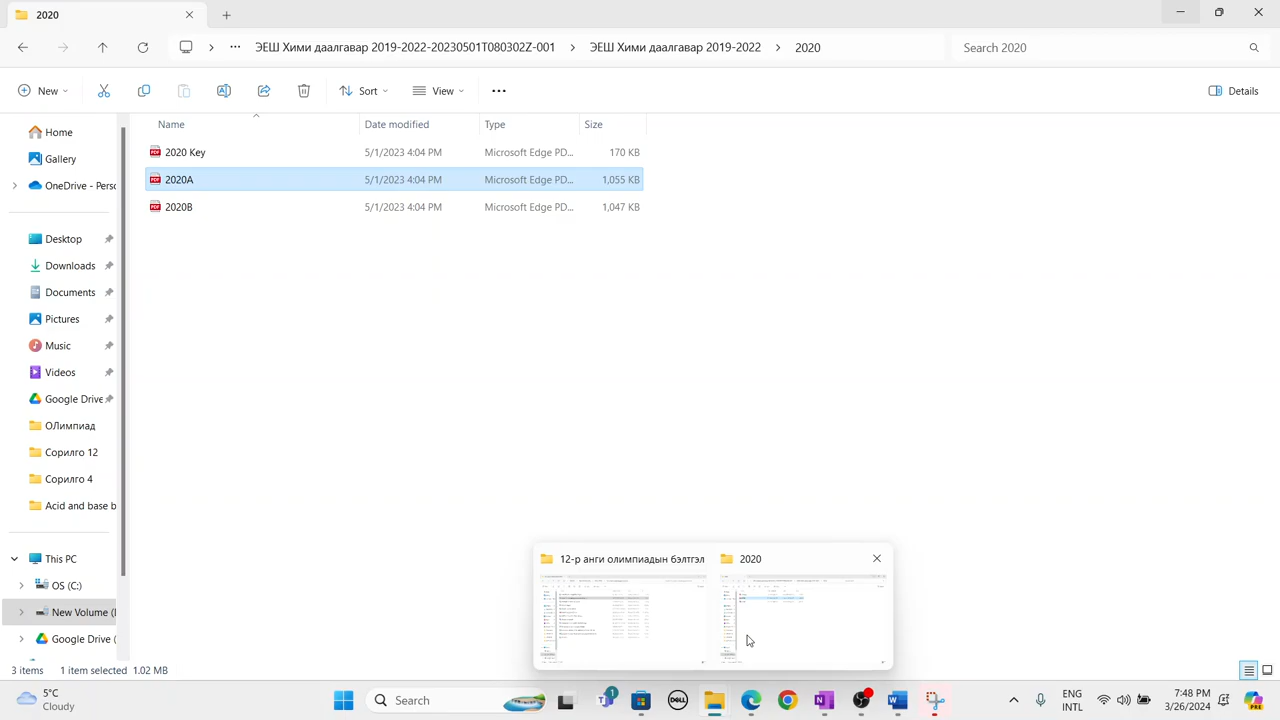 2020
ЭЕШ Хими даалгавар 2019-2022-20230501T080302Z-001
ЭЕШ Хими даалгавар 2019-2022
2020
Search 2020
New
Sort
View
Details
Name
Date modified
Type
Size
2020 Key 5/1/2023 4:04 PM Microsoft Edge PD... 170 KB
2020A 5/1/2023 4:04 PM Microsoft Edge PD... 1,055 KB
2020B 5/1/2023 4:04 PM Microsoft Edge PD... 1,047 KB
Home
Gallery
OneDrive - Perso
Desktop
Downloads
Documents
Pictures
Music
Videos
Google Drive
ОЛимпиад
Сорилго 12
Сорилго 4
Acid and base b
This PC
OS (C:)
Google Drive (
12-р анги олимпиадын бэлтгэл
2020
3 items
1 item selected 1.02 MB
5°C
Cloudy
Search
DELL
1
ENG
INTL
7:48 PM
3/26/2024